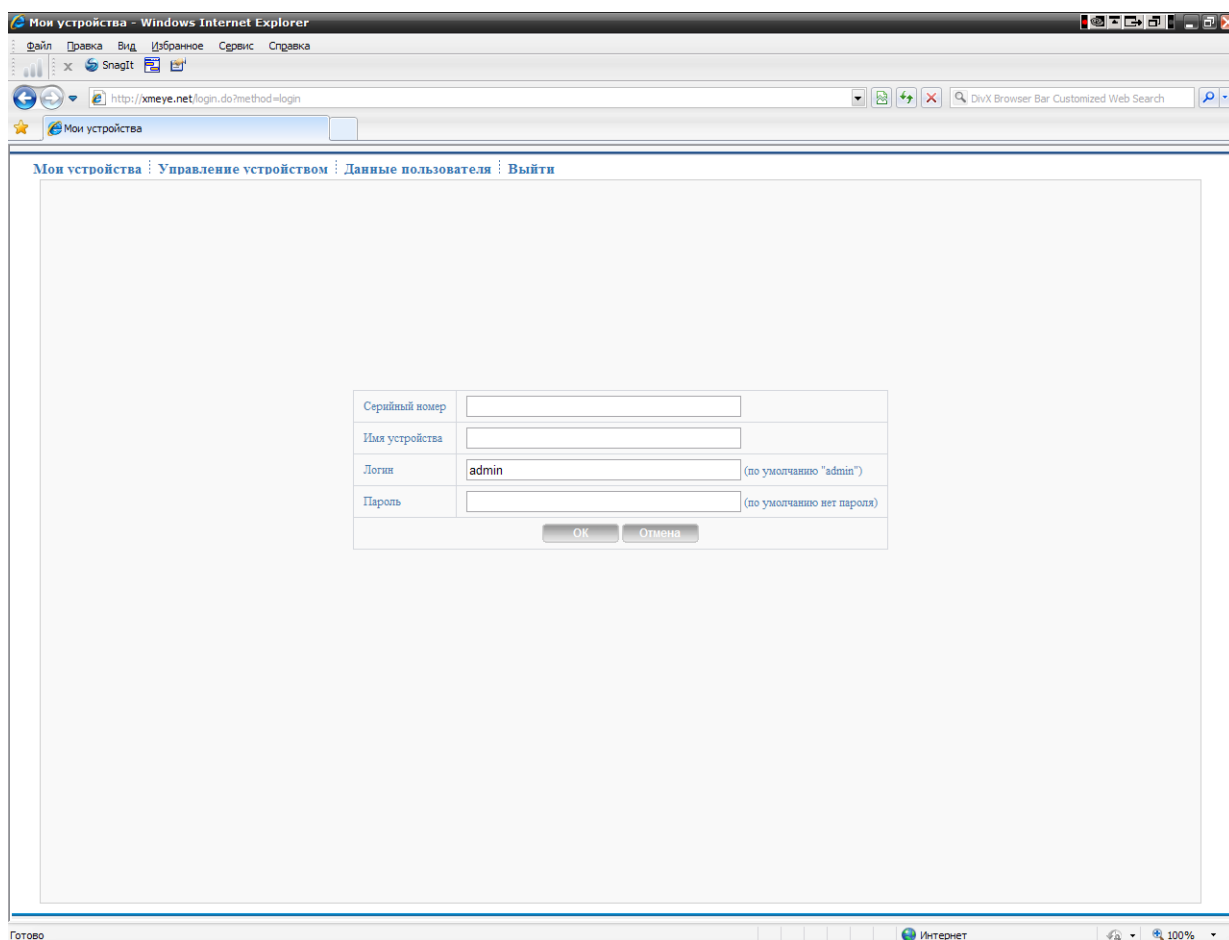 Мои устройства - Windows Internet Explorer
Файл Правка Вид Избранное Сервис Справка
x SnagIt
http://xmeye.net/login.do?method=login DivX Browser Bar Customized Web Search
Мои устройства
Мои устройства Управление устройством Данные пользователя Выйти
Серийный номер
Имя устройства
Логин admin (по умолчанию "admin")
Пароль (по умолчанию нет пароля)
OK Отмена
Готово Интернет 100%